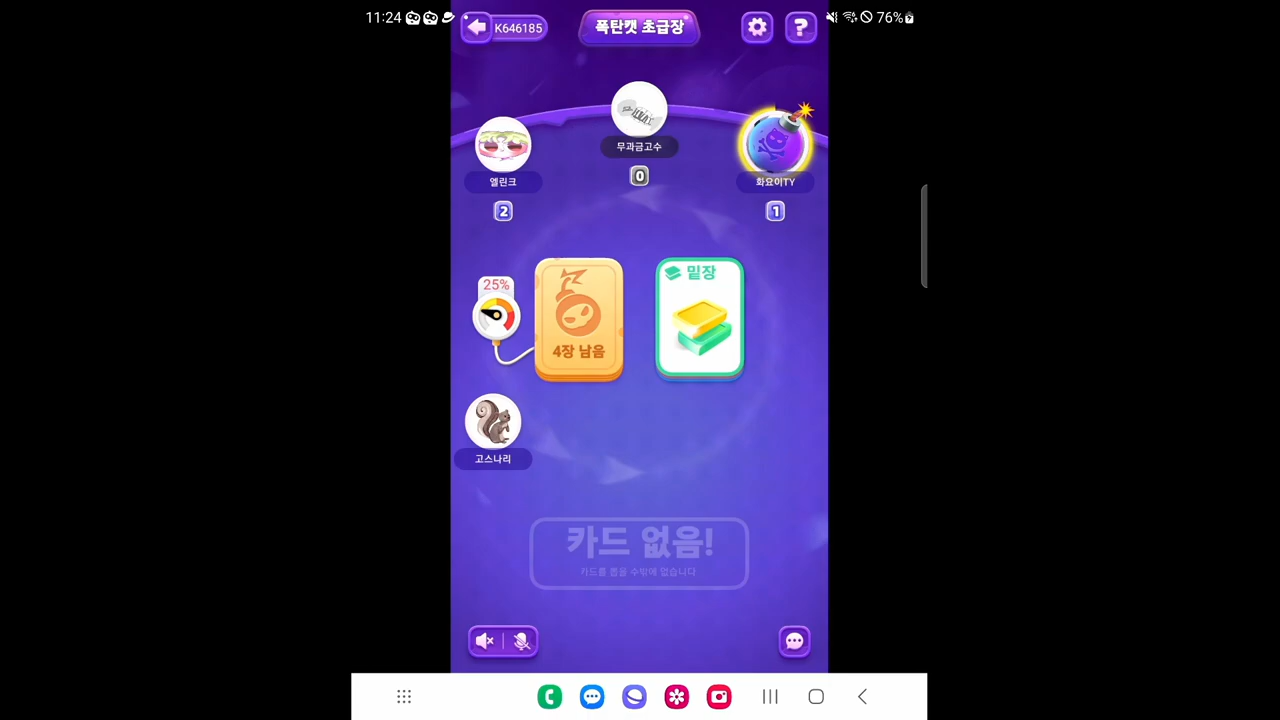 11:24
76%
K646185
폭탄캣 초급장
?
무과금고수
0
엘린크
2
화요이TY
1
25%
4장 남음
밑장
고스나리
카드 없음!
카드를 뽑을 수밖에 없습니다